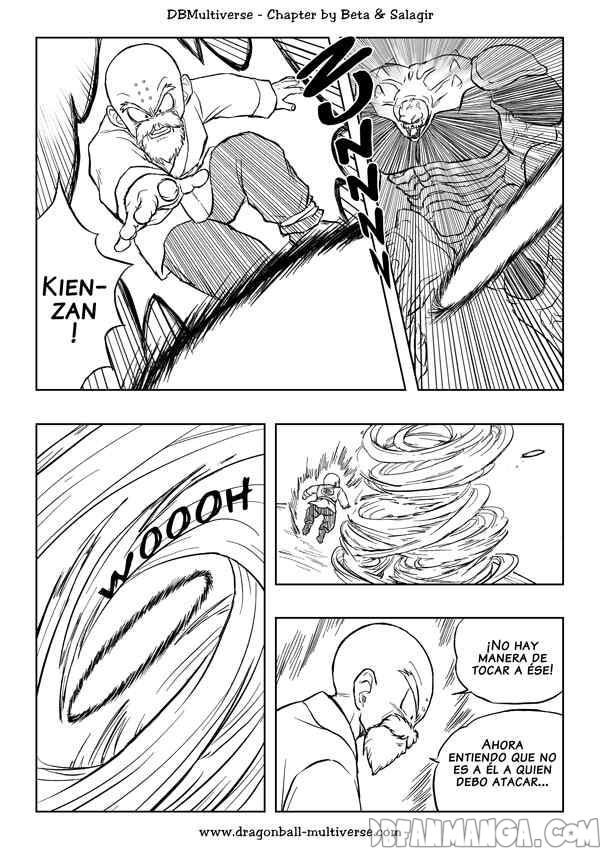 DBMultiverse - Chapter by Beta & Salagir
NZZZZZZ
KIEN-
ZAN
!
WOOOH
¡NO HAY
MANERA DE
TOCAR A ÉSE!
AHORA
ENTIENDO QUE NO
ES A ÉL A QUIEN
DEBO ATACAR...
www.dragonball-multiverse.com
DBFANMANGA.COM